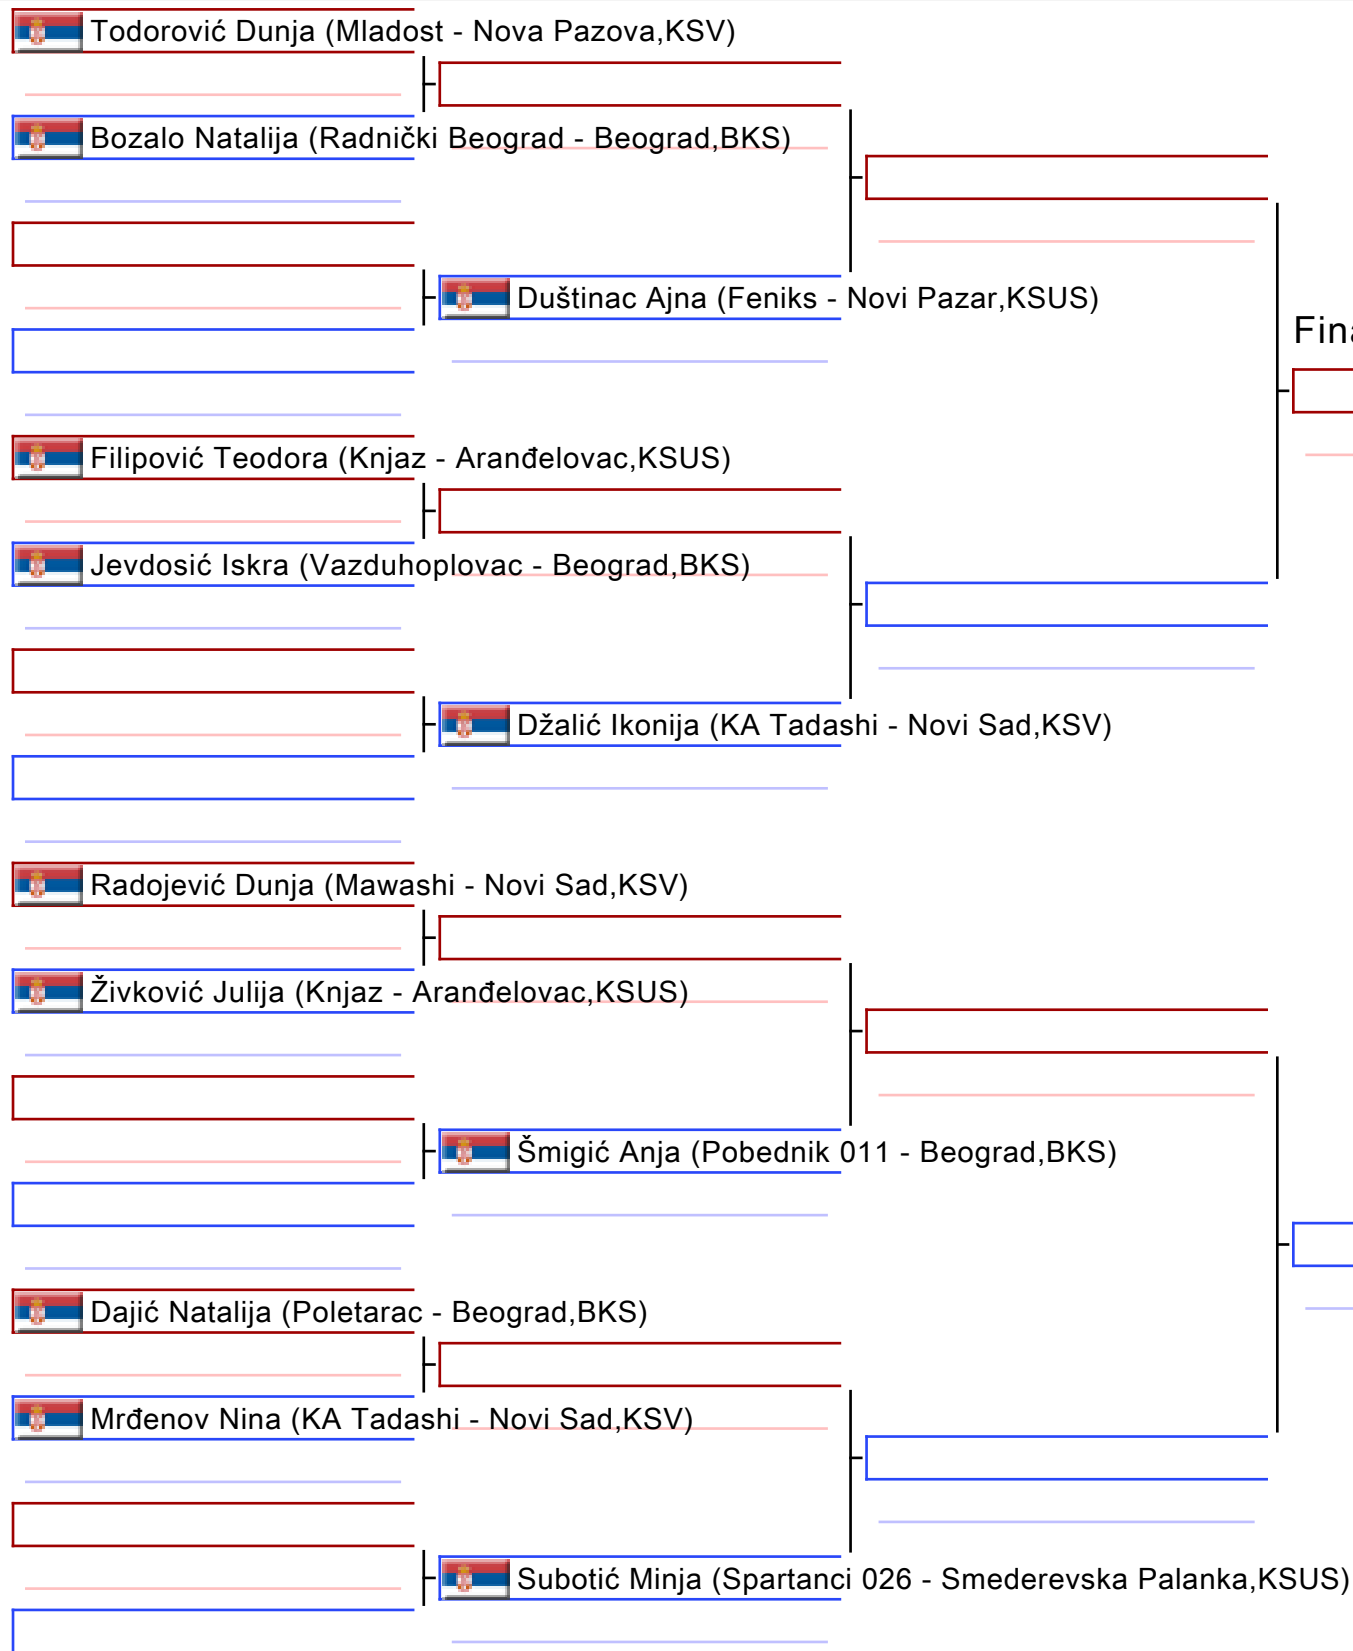 Todorović Dunja (Mladost - Nova Pazova,KSV)
Bozalo Natalija (Radnički Beograd - Beograd,BKS)
Duštinac Ajna (Feniks - Novi Pazar,KSUS)
Filipović Teodora (Knjaz - Aranđelovac,KSUS)
Jevdosić Iskra (Vazduhoplovac - Beograd,BKS)
Džalić Ikonija (KA Tadashi - Novi Sad,KSV)
Radojević Dunja (Mawashi - Novi Sad,KSV)
Živković Julija (Knjaz - Aranđelovac,KSUS)
Šmigić Anja (Pobednik 011 - Beograd,BKS)
Dajić Natalija (Poletarac - Beograd,BKS)
Mrđenov Nina (KA Tadashi - Novi Sad,KSV)
Subotić Minja (Spartanci 026 - Smederevska Palanka,KSUS)